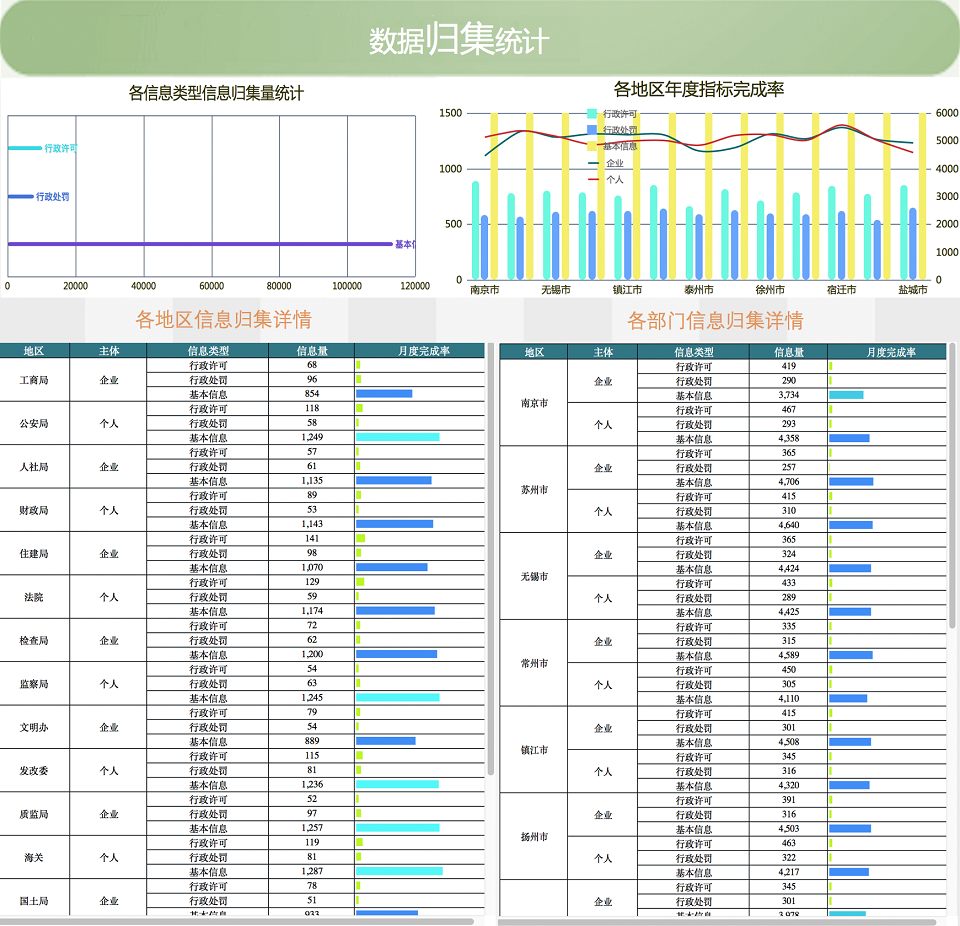 数据归集统计
各信息类型信息归集量统计
行政许可
行政处罚
基本信
0 20000 40000 60000 80000 100000 120000
各地区年度指标完成率
1500 6000
5000
1000 4000
3000
500 2000
1000
0 0
行政许可
行政处罚
基本信息
企业
个人
南京市 无锡市 镇江市 泰州市 徐州市 宿迁市 盐城市
各地区信息归集详情
地区 主体 信息类型 信息量 月度完成率
工商局 企业 行政许可 68
行政处罚 96
基本信息 854
公安局 个人 行政许可 118
行政处罚 58
基本信息 1,249
人社局 企业 行政许可 57
行政处罚 61
基本信息 1,135
财政局 个人 行政许可 89
行政处罚 53
基本信息 1,143
住建局 企业 行政许可 141
行政处罚 98
基本信息 1,070
法院 个人 行政许可 129
行政处罚 59
基本信息 1,174
检查局 企业 行政许可 72
行政处罚 62
基本信息 1,200
监察局 个人 行政许可 54
行政处罚 63
基本信息 1,245
文明办 企业 行政许可 79
行政处罚 54
基本信息 889
发改委 个人 行政许可 115
行政处罚 81
基本信息 1,236
质监局 企业 行政许可 52
行政处罚 97
基本信息 1,257
海关 个人 行政许可 119
行政处罚 81
基本信息 1,287
国土局 企业 行政许可 78
行政处罚 51
基本信息 933
各部门信息归集详情
地区 主体 信息类型 信息量 月度完成率
南京市 企业 行政许可 419
行政处罚 290
基本信息 3,734
个人 行政许可 467
行政处罚 293
基本信息 4,358
苏州市 企业 行政许可 365
行政处罚 257
基本信息 4,706
个人 行政许可 415
行政处罚 310
基本信息 4,640
无锡市 企业 行政许可 365
行政处罚 324
基本信息 4,424
个人 行政许可 433
行政处罚 289
基本信息 4,425
常州市 企业 行政许可 335
行政处罚 315
基本信息 4,589
个人 行政许可 450
行政处罚 305
基本信息 4,110
镇江市 企业 行政许可 415
行政处罚 301
基本信息 4,508
个人 行政许可 345
行政处罚 316
基本信息 4,320
扬州市 企业 行政许可 391
行政处罚 316
基本信息 4,503
个人 行政许可 463
行政处罚 322
基本信息 4,217
企业 行政许可 345
行政处罚 301
基本信息 3,978